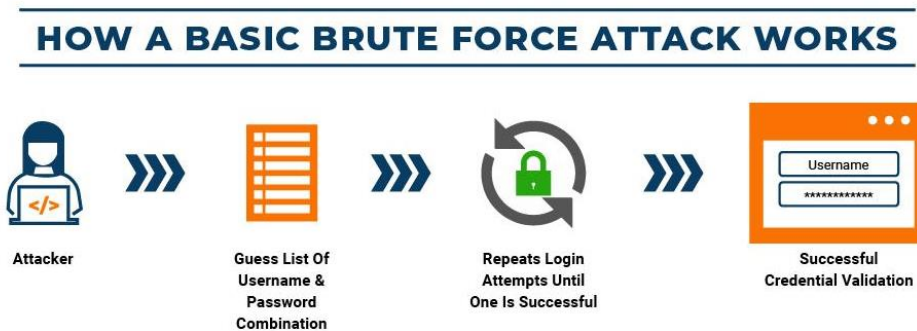 HOW A BASIC BRUTE FORCE ATTACK WORKS
</>
Attacker
Guess List Of
Username &
Password
Combination
Repeats Login
Attempts Until
One Is Successful
Username
************
Successful
Credential Validation